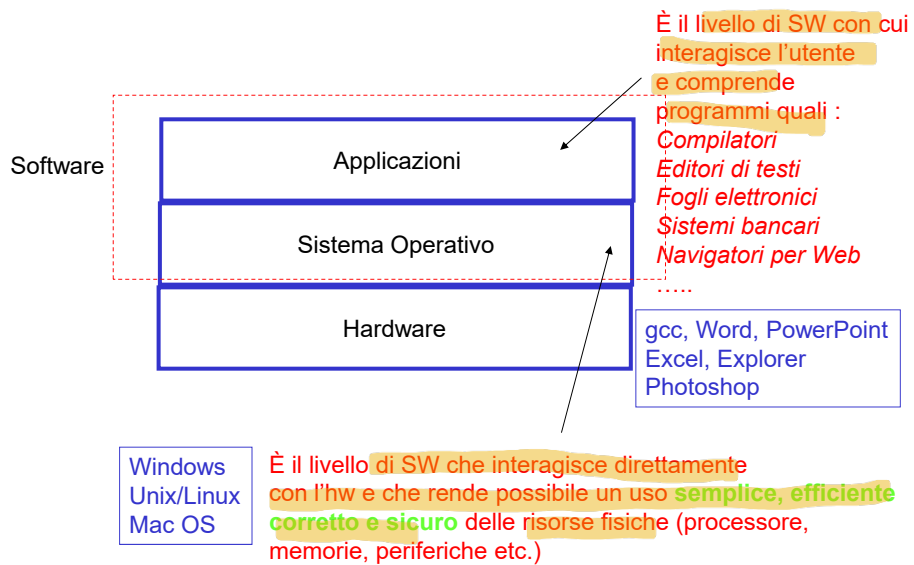 È il livello di SW con cui
interagisce l'utente
e comprende
programmi quali :
Compilatori
Editori di testi
Fogli elettronici
Sistemi bancari
Navigatori per Web
…..
Software
Applicazioni
Sistema Operativo
Hardware
gcc, Word, PowerPoint
Excel, Explorer
Photoshop
Windows
Unix/Linux
Mac OS
È il livello di SW che interagisce direttamente
con l'hw e che rende possibile un uso semplice, efficiente
corretto e sicuro delle risorse fisiche (processore,
memorie, periferiche etc.)